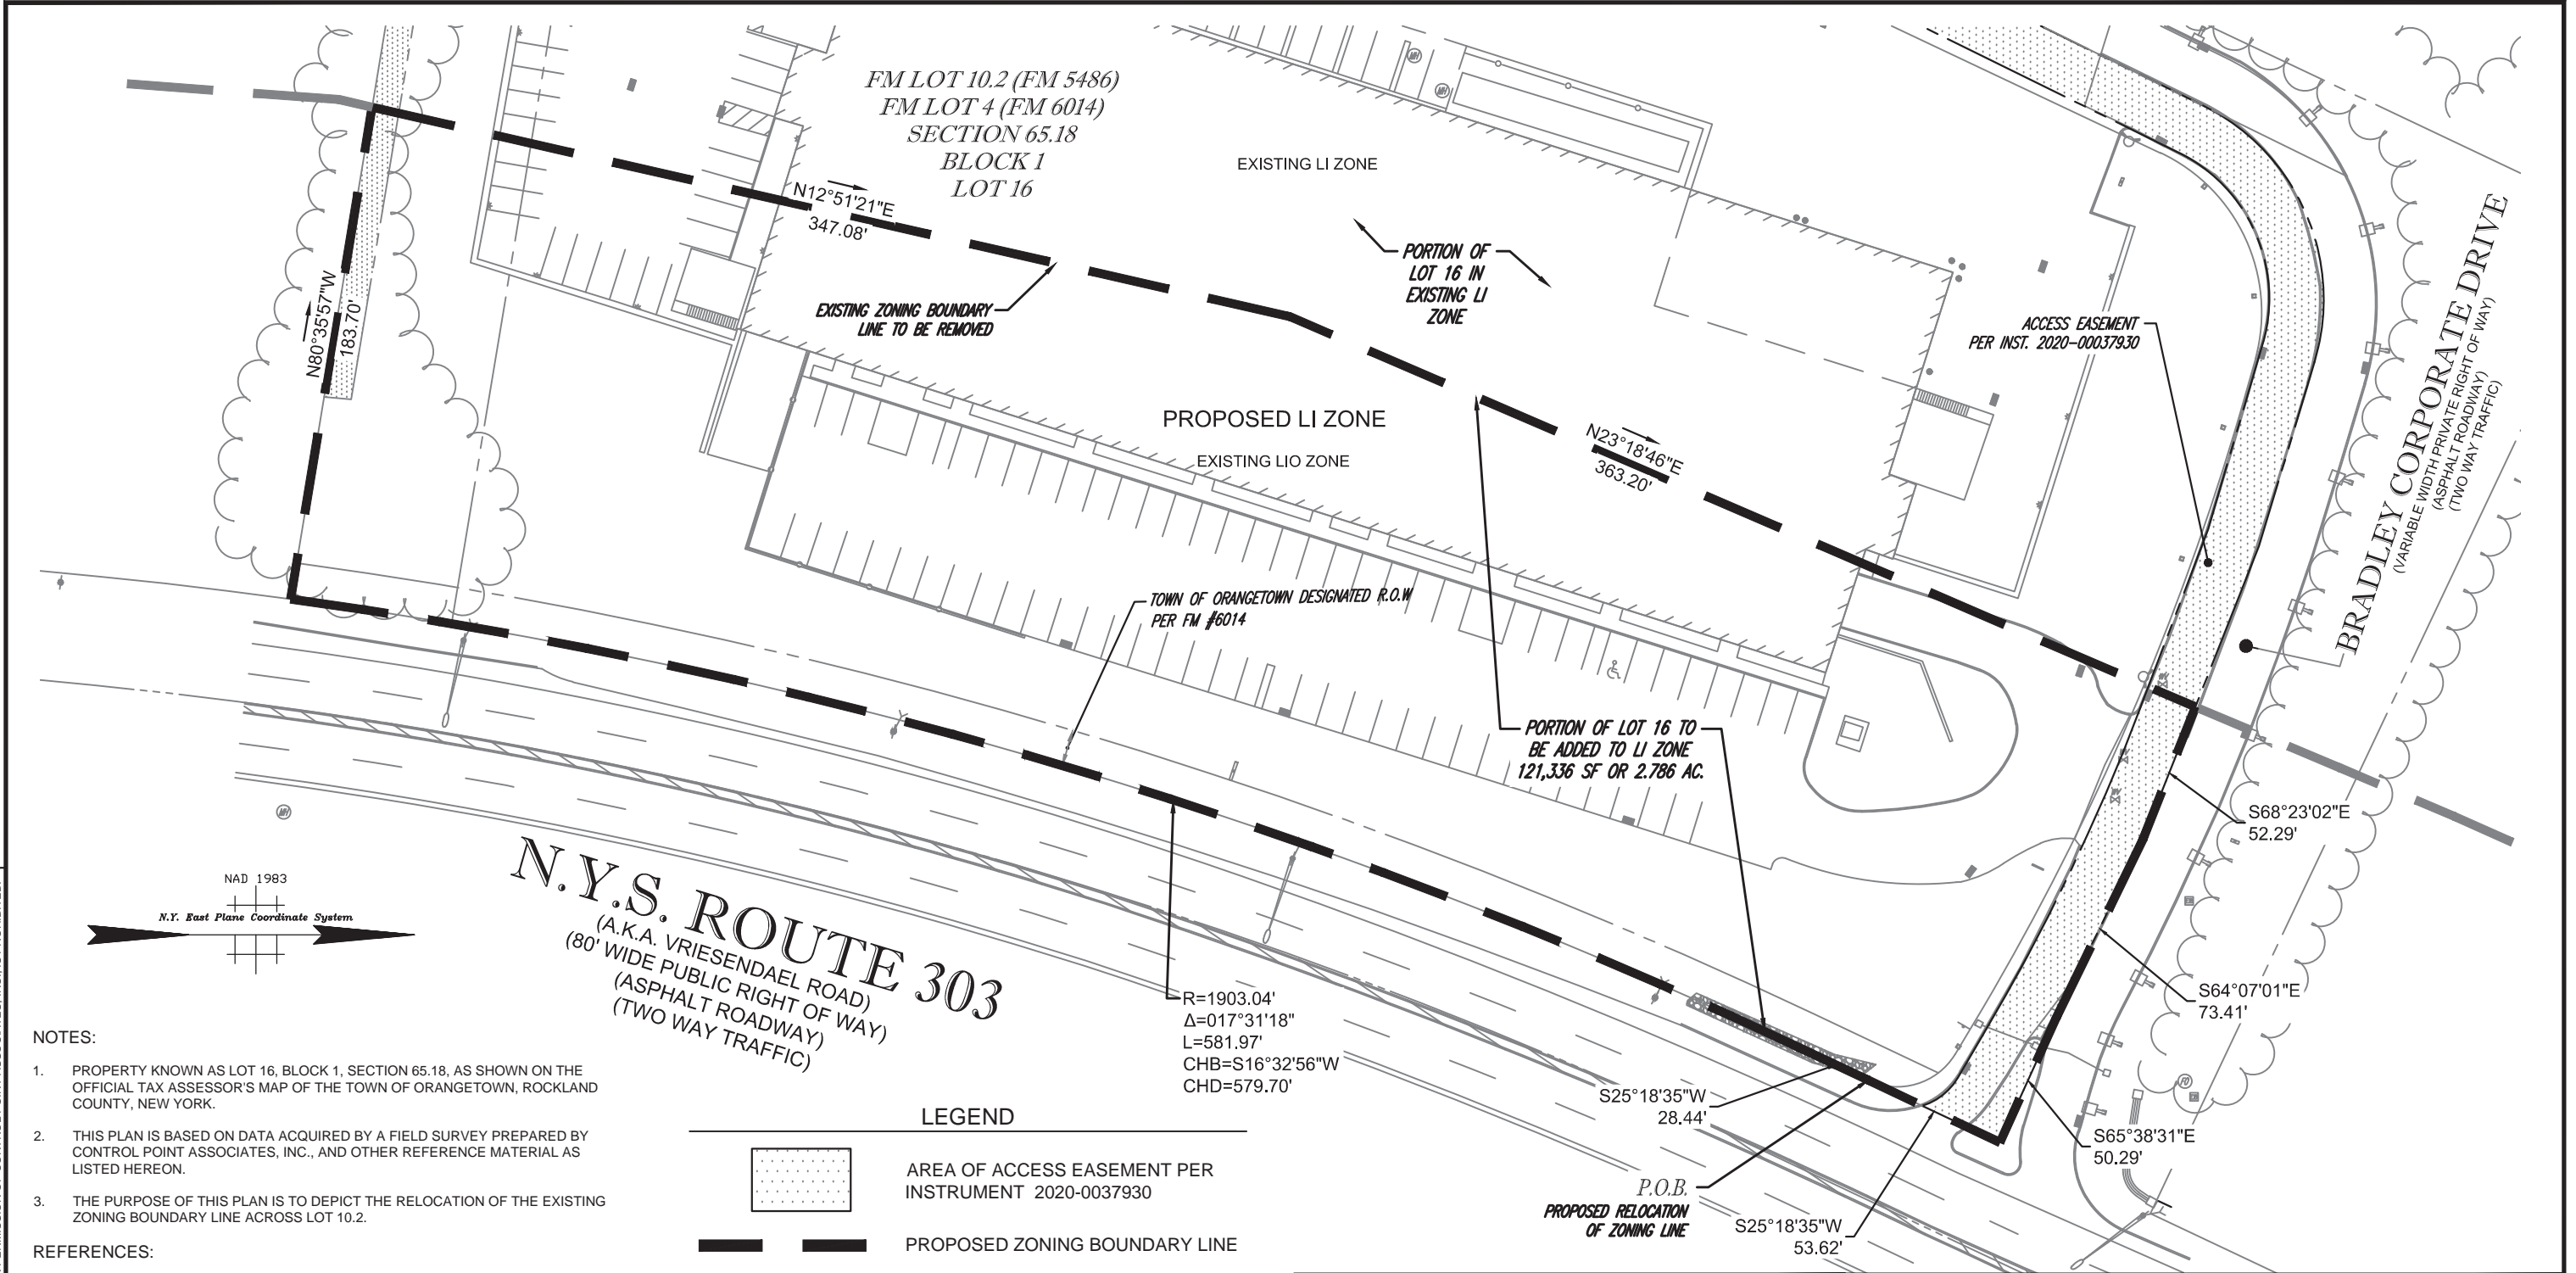 FM LOT 10.2 (FM 5486)
FM LOT 4 (FM 6014)
SECTION 65.18
BLOCK 1
LOT 16
EXISTING LI ZONE
N12°51'21"E
347.08'
PORTION OF
LOT 16 IN
EXISTING LI
ZONE
EXISTING ZONING BOUNDARY
LINE TO BE REMOVED
N80°35'57"W
183.70'
ACCESS EASEMENT
PER INST. 2020-00037930
BRADLEY CORPORATE DRIVE
(VARIABLE WIDTH PRIVATE RIGHT OF WAY)
(ASPHALT ROADWAY)
(TWO WAY TRAFFIC)
PROPOSED LI ZONE
EXISTING LIO ZONE
N23°18'46"E
363.20'
TOWN OF ORANGETOWN DESIGNATED R.O.W
PER FM #6014
PORTION OF LOT 16 TO
BE ADDED TO LI ZONE
121,336 SF OR 2.786 AC.
S68°23'02"E
52.29'
S64°07'01"E
73.41'
S65°38'31"E
50.29'
S25°18'35"W
28.44'
P.O.B.
PROPOSED RELOCATION
OF ZONING LINE
S25°18'35"W
53.62'
R=1903.04'
Δ=017°31'18"
L=581.97'
CHB=S16°32'56"W
CHD=579.70'
N.Y.S. ROUTE 303
(A.K.A. VRIESENDAEL ROAD)
(80' WIDE PUBLIC RIGHT OF WAY)
(ASPHALT ROADWAY)
(TWO WAY TRAFFIC)
NAD 1983
N.Y. East Plane Coordinate System
NOTES:
1. PROPERTY KNOWN AS LOT 16, BLOCK 1, SECTION 65.18, AS SHOWN ON THE
OFFICIAL TAX ASSESSOR'S MAP OF THE TOWN OF ORANGETOWN, ROCKLAND
COUNTY, NEW YORK.
2. THIS PLAN IS BASED ON DATA ACQUIRED BY A FIELD SURVEY PREPARED BY
CONTROL POINT ASSOCIATES, INC., AND OTHER REFERENCE MATERIAL AS
LISTED HEREON.
3. THE PURPOSE OF THIS PLAN IS TO DEPICT THE RELOCATION OF THE EXISTING
ZONING BOUNDARY LINE ACROSS LOT 10.2.
REFERENCES:
LEGEND
AREA OF ACCESS EASEMENT PER
INSTRUMENT 2020-0037930
PROPOSED ZONING BOUNDARY LINE